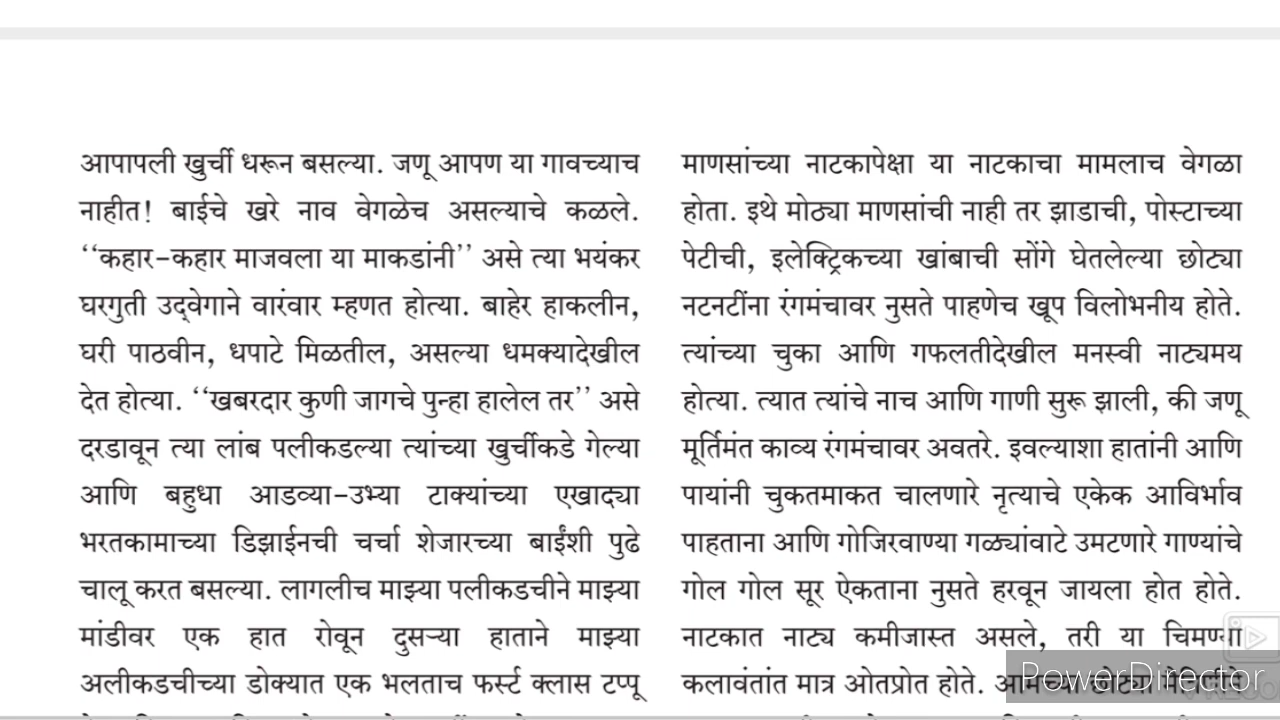 आपापली खुर्ची धरून बसल्या. जणू आपण या गावच्याच
नाहीत! बाईचे खरे नाव वेगळेच असल्याचे कळले.
‘‘कहार-कहार माजवला या माकडांनी’’ असे त्या भयंकर
घरगुती उद्‌वेगाने वारंवार म्हणत होत्या. बाहेर हाकलीन,
घरी पाठवीन, धपाटे मिळतील, असल्या धमक्यादेखील
देत होत्या. ‘‘खबरदार कुणी जागचे पुन्हा हालेल तर’’ असे
दरडावून त्या लांब पलीकडल्या त्यांच्या खुर्चीकडे गेल्या
आणि बहुधा आडव्या-उभ्या टाक्यांच्या एखाद्या
भरतकामाच्या डिझाईनची चर्चा शेजारच्या बाईंशी पुढे
चालू करत बसल्या. लागलीच माझ्या पलीकडचीने माझ्या
मांडीवर एक हात रोवून दुसऱ्या हाताने माझ्या
अलीकडचीच्या डोक्यात एक भलताच फर्स्ट क्लास टप्पू
माणसांच्या नाटकापेक्षा या नाटकाचा मामलाच वेगळा
होता. इथे मोठ्या माणसांची नाही तर झाडाची, पोस्टाच्या
पेटीची, इलेक्ट्रिकच्या खांबाची सोंगे घेतलेल्या छोट्या
नटनटींना रंगमंचावर नुसते पाहणेच खूप विलोभनीय होते.
त्यांच्या चुका आणि गफलतीदेखील मनस्वी नाट्यमय
होत्या. त्यात त्यांचे नाच आणि गाणी सुरू झाली, की जणू
मूर्तिमंत काव्य रंगमंचावर अवतरे. इवल्याशा हातांनी आणि
पायांनी चुकतमाकत चालणारे नृत्याचे एकेक आविर्भाव
पाहताना आणि गोजिरवाण्या गळ्यांवाटे उमटणारे गाण्यांचे
गोल गोल सूर ऐकताना नुसते हरवून जायला होत होते.
नाटकात नाट्य कमीजास्त असले, तरी या चिमण्या
कलावंतांत मात्र ओतप्रोत होते.
PowerDirector